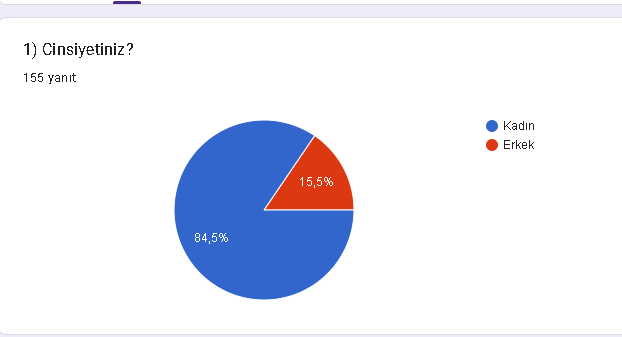 1) Cinsiyetiniz?
155 yanıt
Kadın
Erkek
15,5%
84,5%